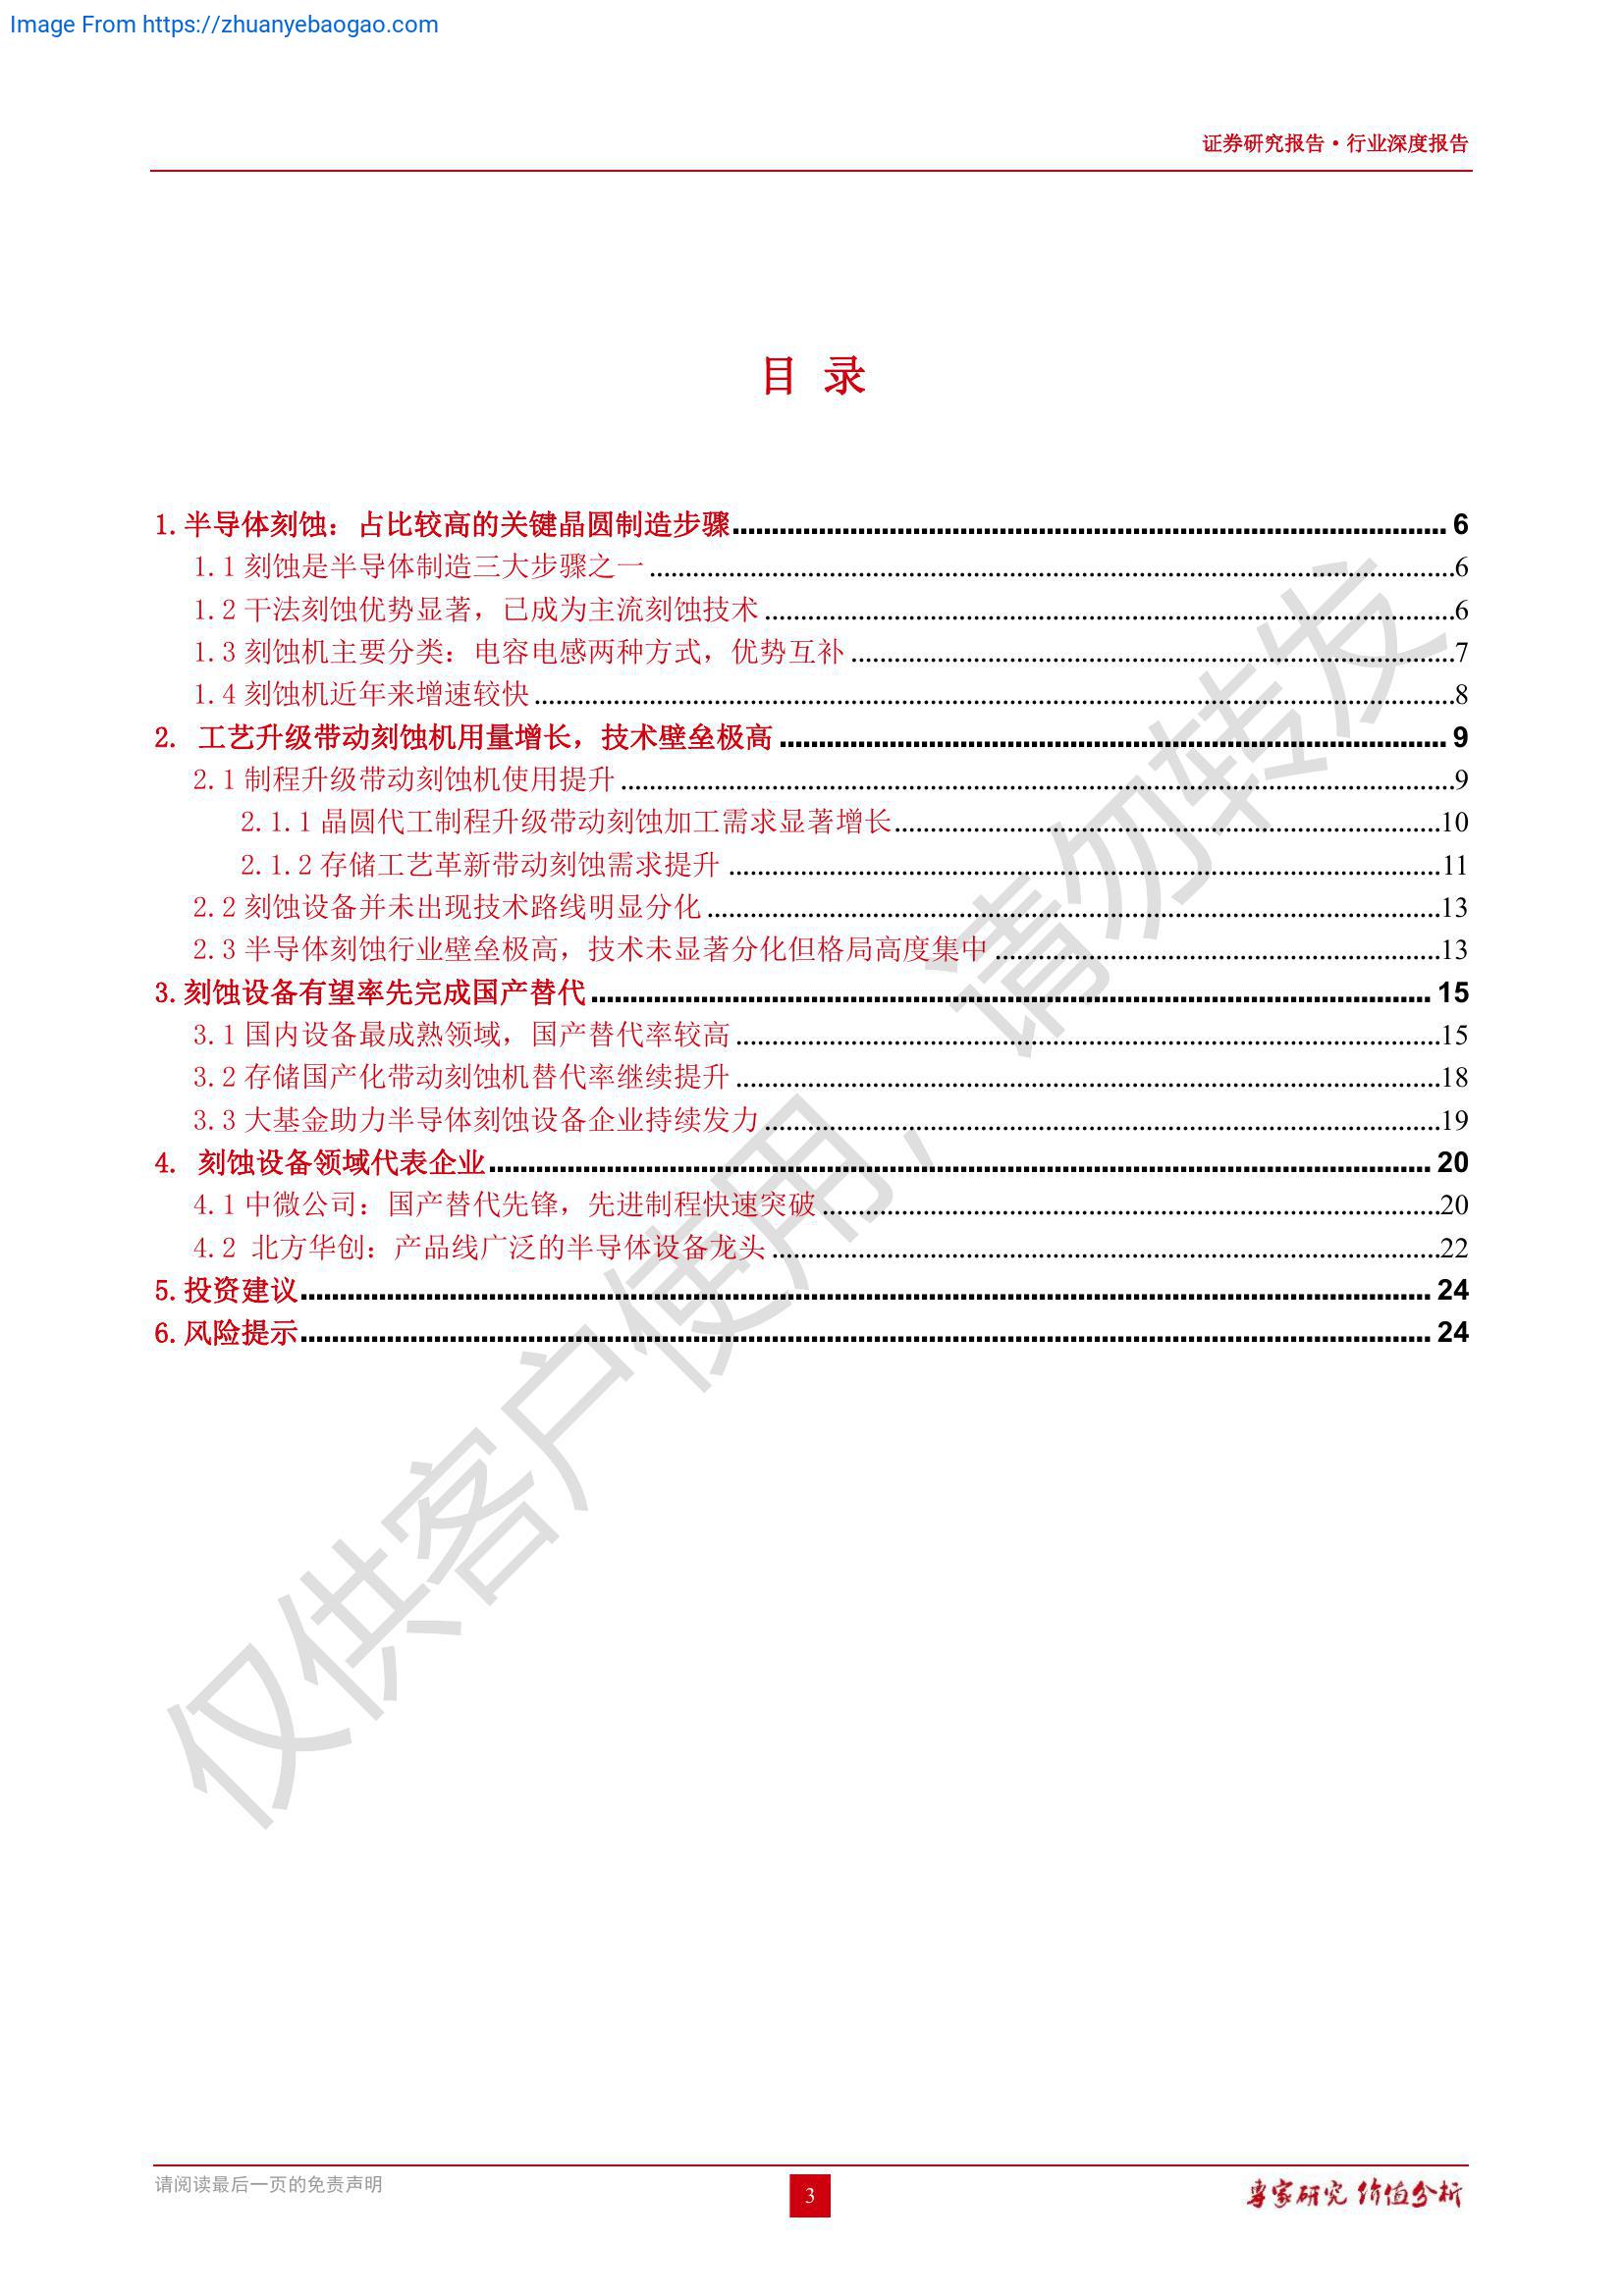 Image From https://zhuanyebaogao.com
证券研究报告·行业深度报告
目 录
1.半导体刻蚀：占比较高的关键晶圆制造步骤 6
1.1 刻蚀是半导体制造三大步骤之一 6
1.2 干法刻蚀优势显著，已成为主流刻蚀技术 6
1.3 刻蚀机主要分类：电容电感两种方式，优势互补 7
1.4 刻蚀机近年来增速较快 8
2. 工艺升级带动刻蚀机用量增长，技术壁垒极高 9
2.1 制程升级带动刻蚀机使用提升 9
2.1.1 晶圆代工制程升级带动刻蚀加工需求显著增长 10
2.1.2 存储工艺革新带动刻蚀需求提升 11
2.2 刻蚀设备并未出现技术路线明显分化 13
2.3 半导体刻蚀行业壁垒极高，技术未显著分化但格局高度集中 13
3.刻蚀设备有望率先完成国产替代 15
3.1 国内设备最成熟领域，国产替代率较高 15
3.2 存储国产化带动刻蚀机替代率继续提升 18
3.3 大基金助力半导体刻蚀设备企业持续发力 19
4. 刻蚀设备领域代表企业 20
4.1 中微公司：国产替代先锋，先进制程快速突破 20
4.2 北方华创：产品线广泛的半导体设备龙头 22
5.投资建议 24
6.风险提示 24
仅供客户使用，请勿转发
请阅读最后一页的免责声明
3
专家研究 价值分析